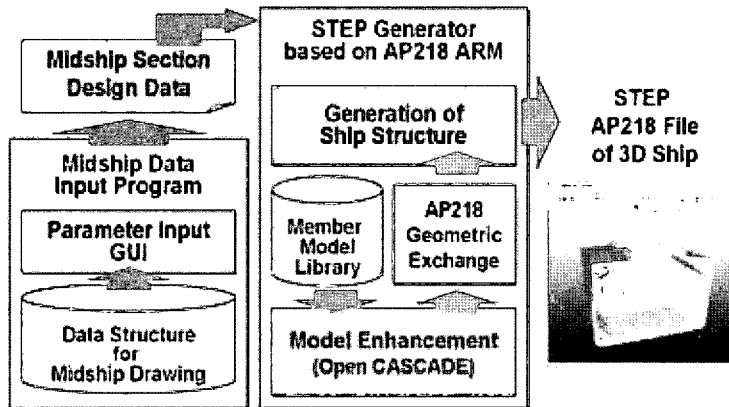 Midship Section
Design Data
Midship Data
Input Program
Parameter Input
GUI
Data Structure
for
Midship Drawing
STEP Generator
based on AP218 ARM
Generation of
Ship Structure
Member
Model
Library
AP218
Geometric
Exchange
Model Enhancement
(Open CASCADE)
STEP
AP218 File
of 3D Ship